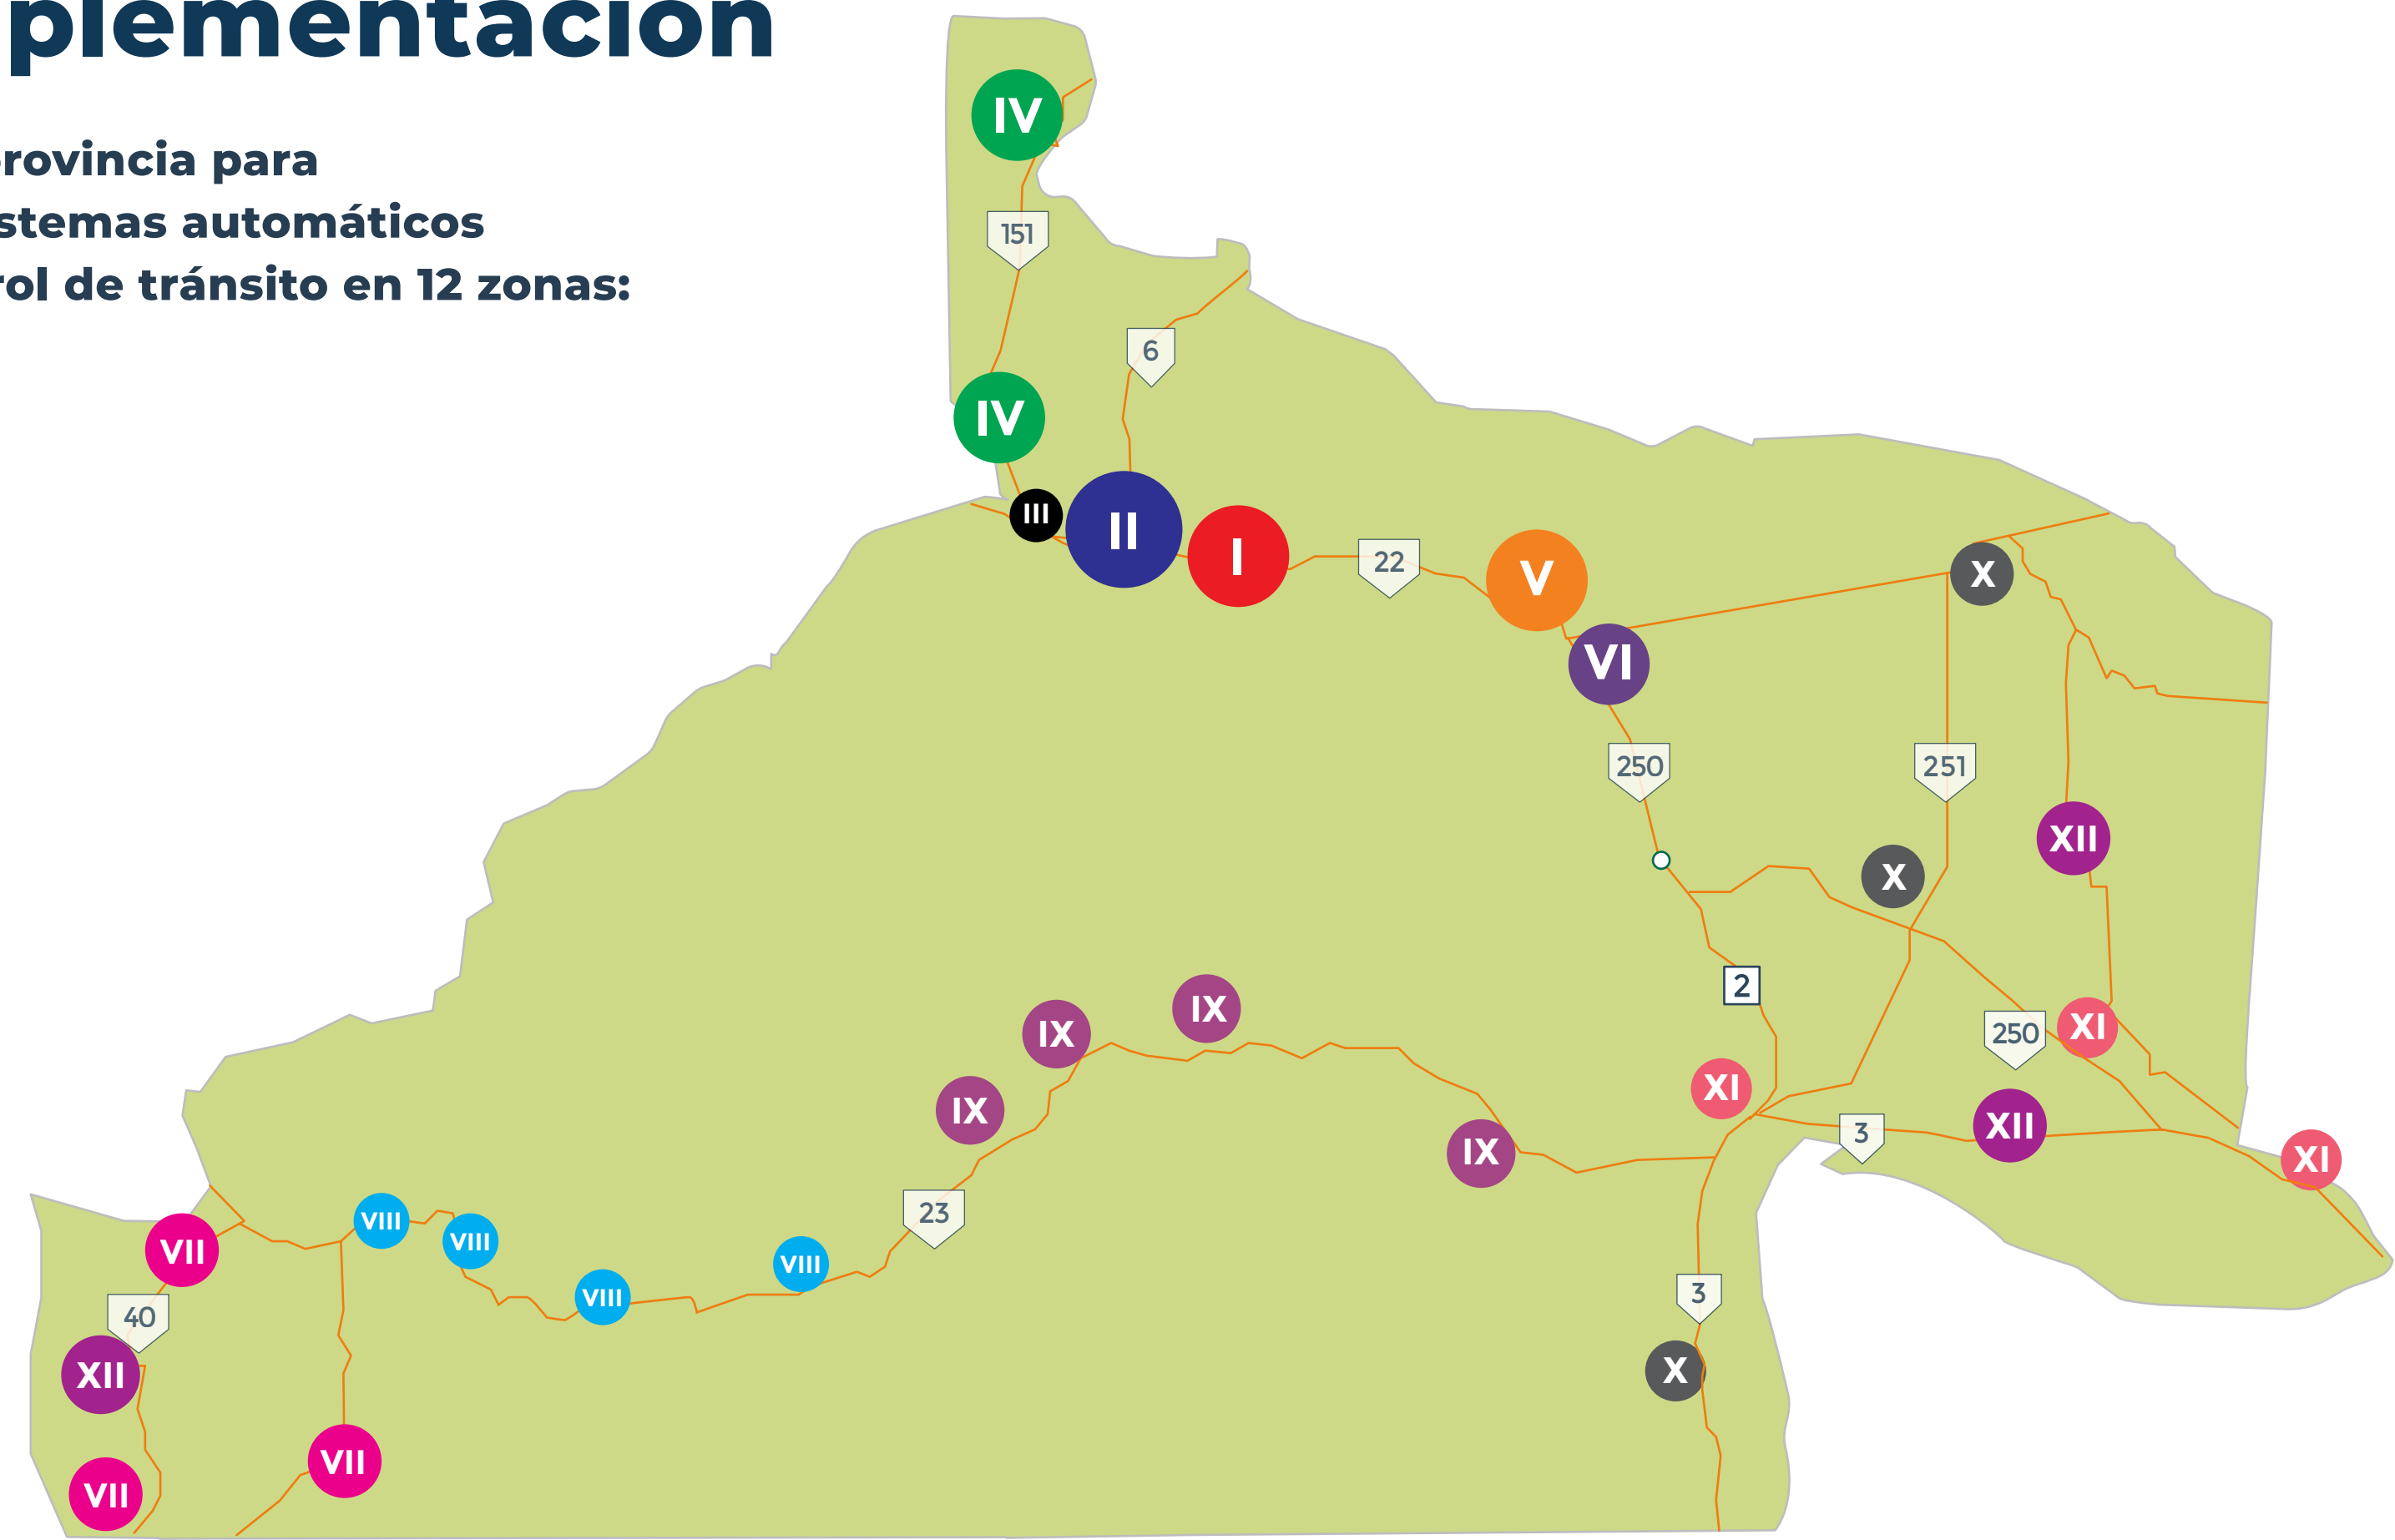 plementación
rovincia para
stemas automáticos
rol de tránsito en 12 zonas:
IV
151
6
IV
III
II
I
22
V
X
VI
250
251
XII
X
2
IX
IX
250
XI
XI
IX
XII
3
IX
XI
23
VIII
VIII
VII
VIII
VIII
3
40
XII
X
VII
VII